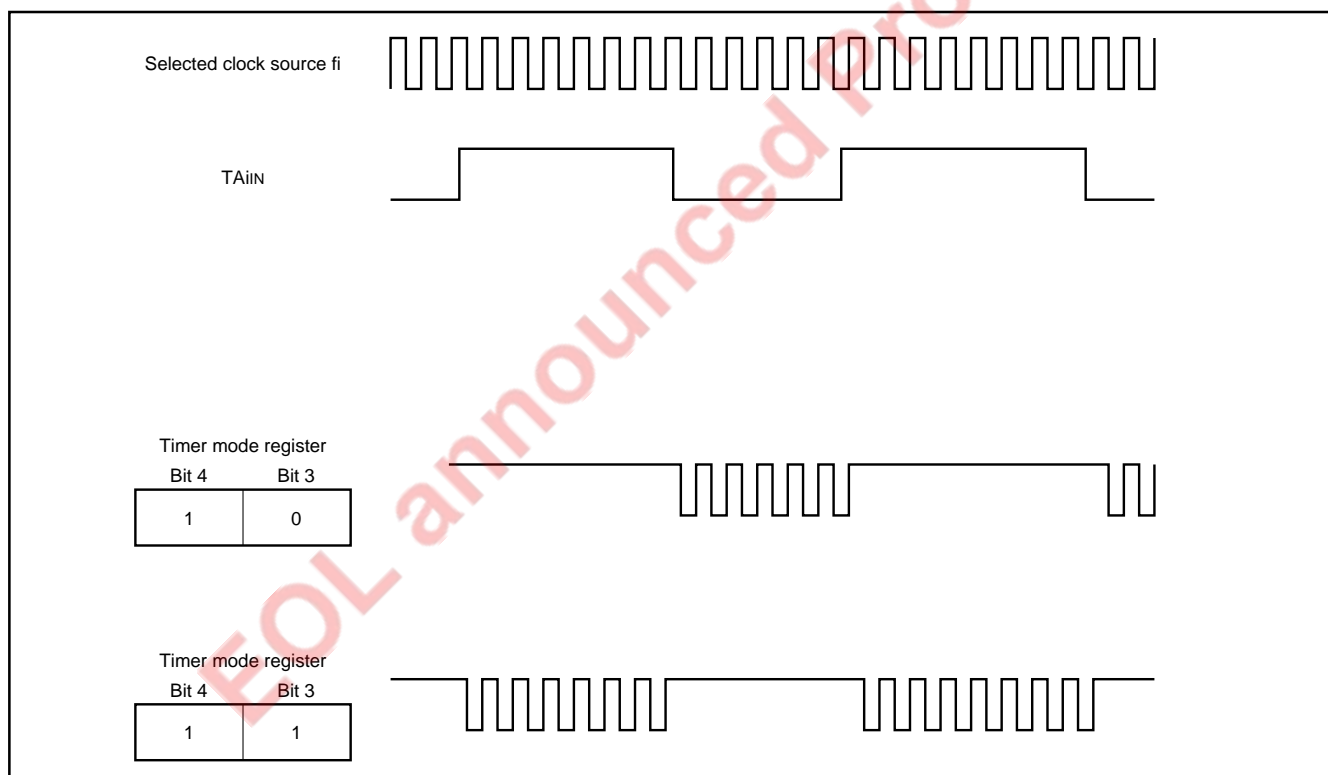 Selected clock source fi
TAiIN
Timer mode register
Bit 4 Bit 3
1 0
Timer mode register
Bit 4 Bit 3
1 1
EOL announced Pro